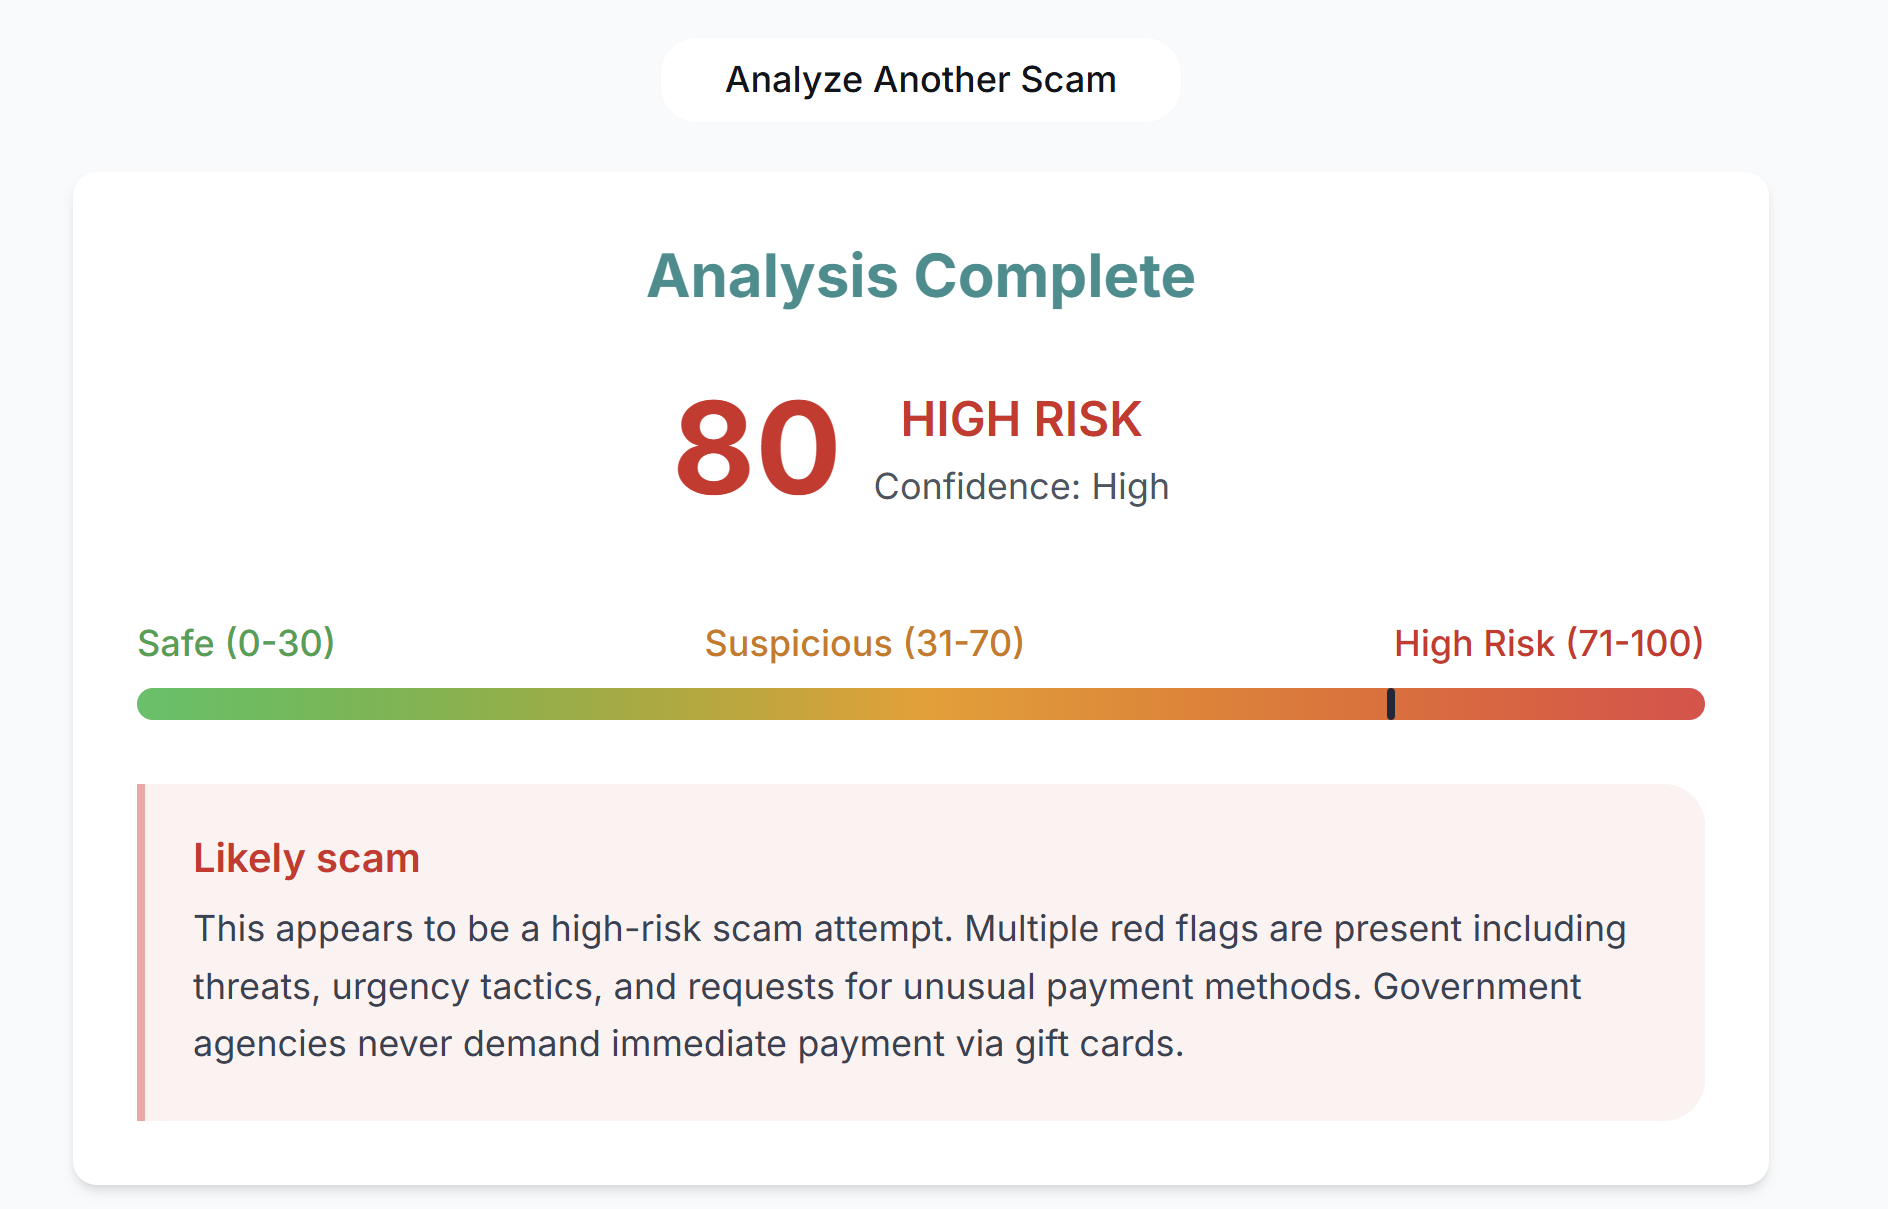 Analyze Another Scam
Analysis Complete
80
HIGH RISK
Confidence: High
Safe (0-30)
Suspicious (31-70)
High Risk (71-100)
Likely scam
This appears to be a high-risk scam attempt. Multiple red flags are present including
threats, urgency tactics, and requests for unusual payment methods. Government
agencies never demand immediate payment via gift cards.